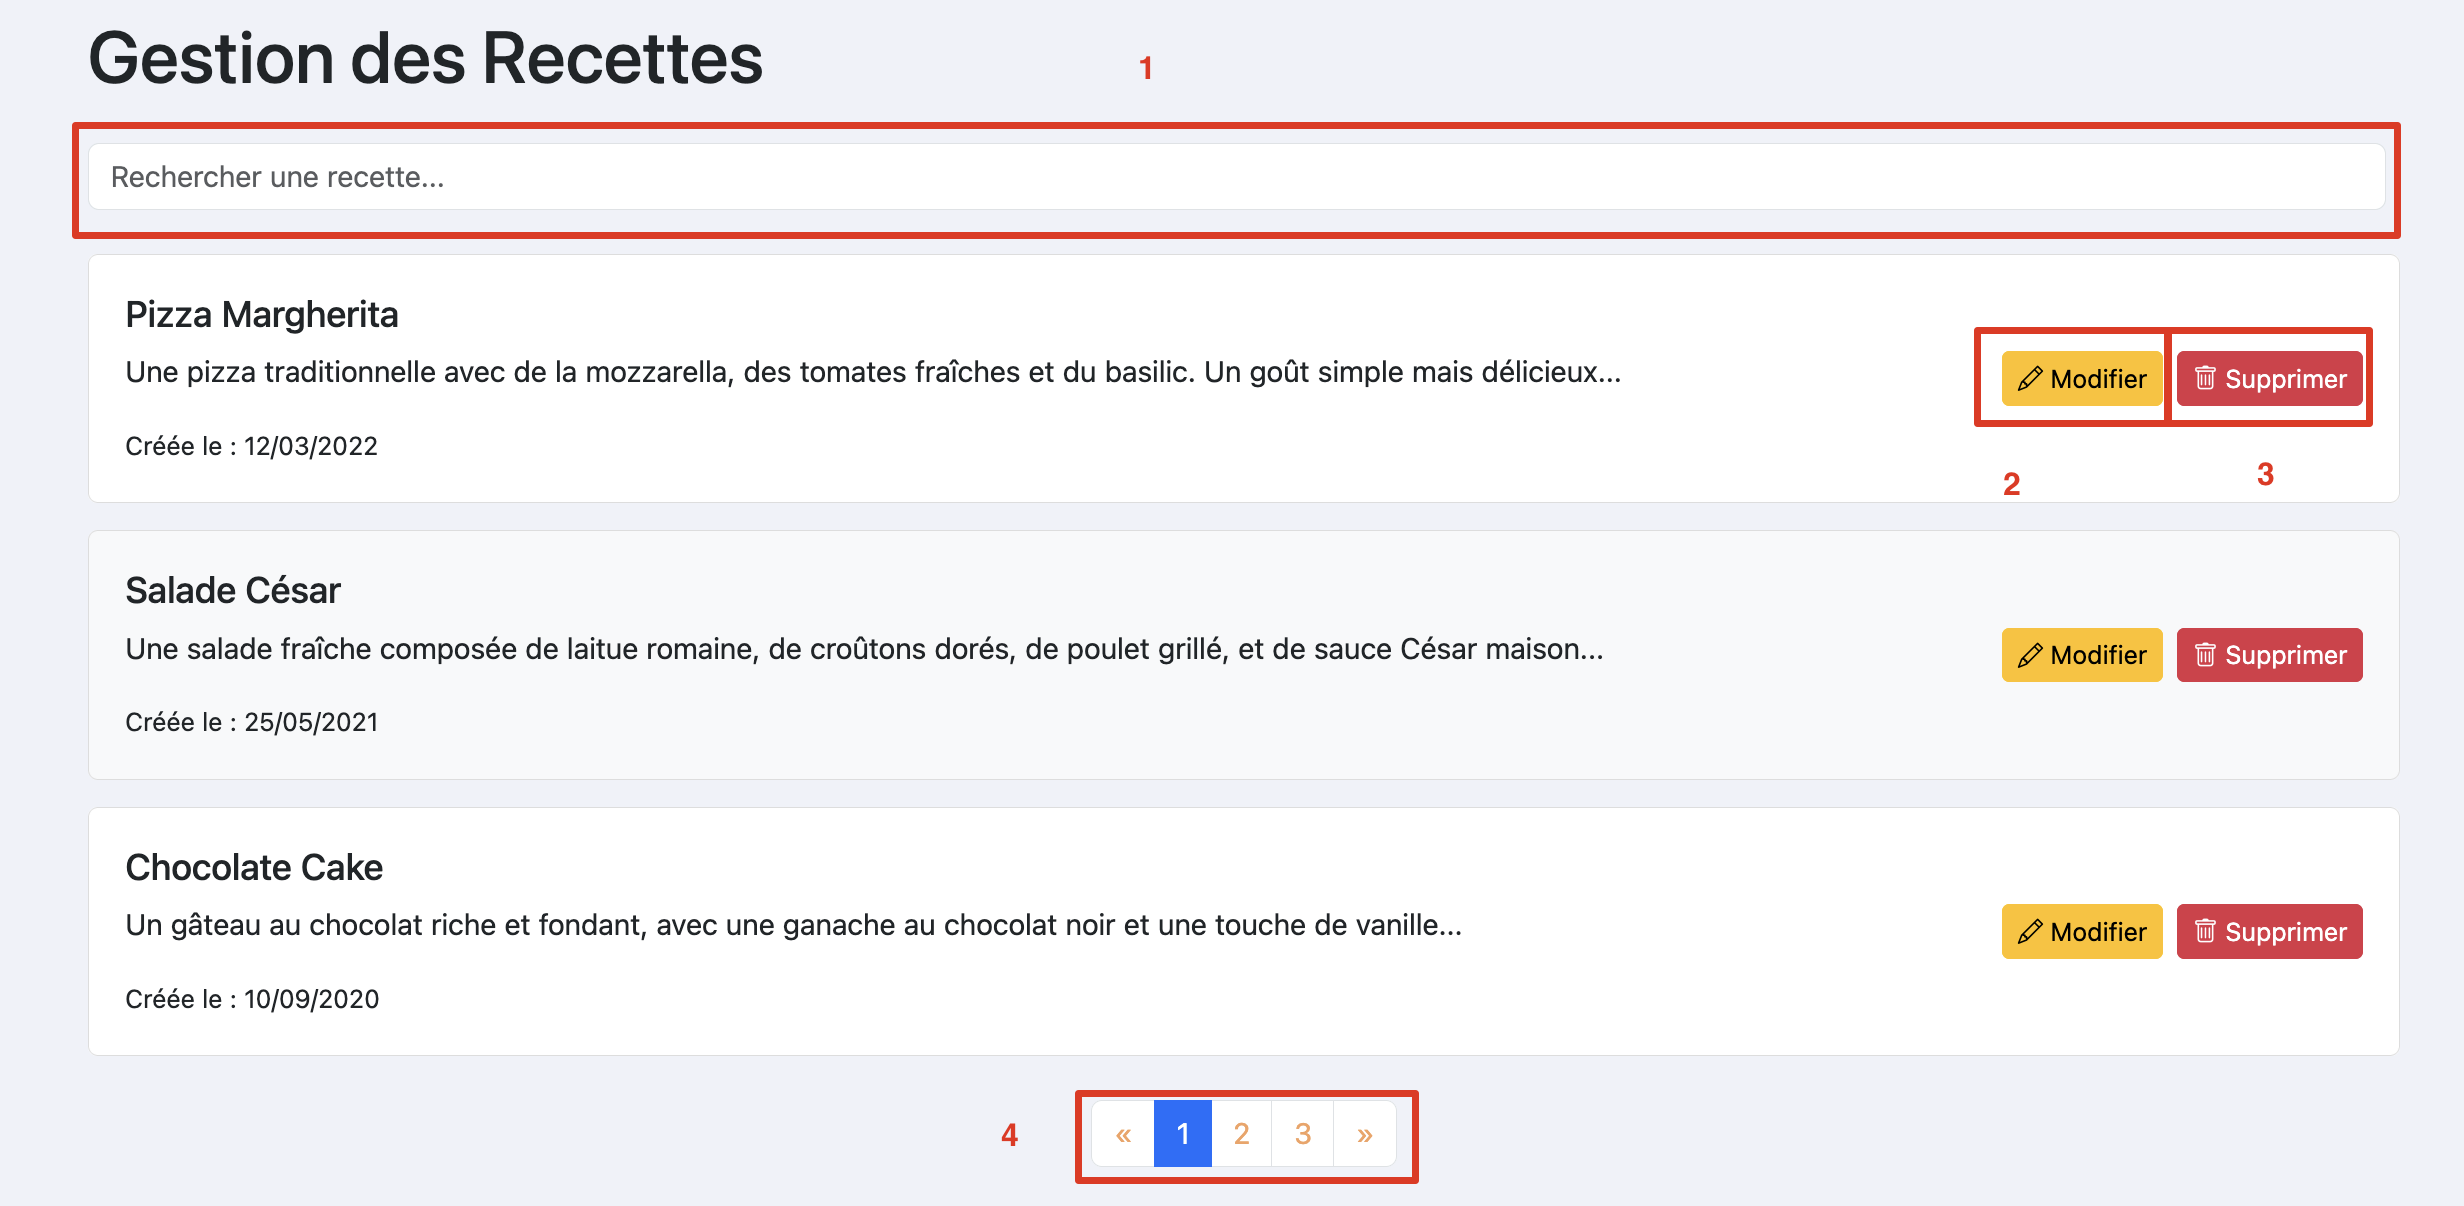 Gestion des Recettes
1
Rechercher une recette...
Pizza Margherita
Une pizza traditionnelle avec de la mozzarella, des tomates fraîches et du basilic. Un goût simple mais délicieux...
Modifier Supprimer
Créée le : 12/03/2022
2 3
Salade César
Une salade fraîche composée de laitue romaine, de croûtons dorés, de poulet grillé, et de sauce César maison...
Modifier Supprimer
Créée le : 25/05/2021
Chocolate Cake
Un gâteau au chocolat riche et fondant, avec une ganache au chocolat noir et une touche de vanille...
Modifier Supprimer
Créée le : 10/09/2020
4 « 1 2 3 »